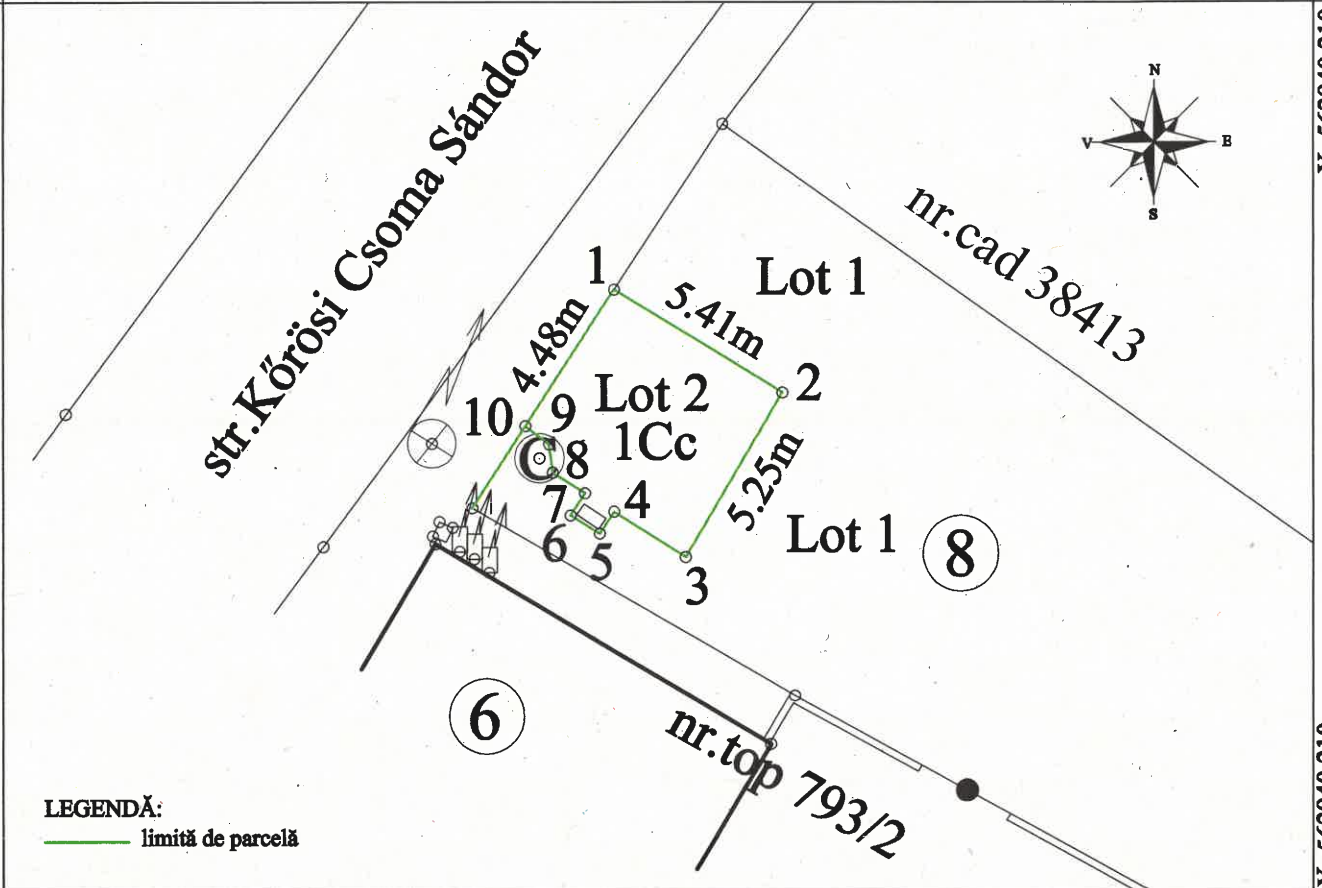 str.Kőrösi Csoma Sándor
N
V
E
S
nr.cad 38413
Lot 1
1
5.41m
2
4.48m
Lot 2
1Cc
10
9
C
8
7
4
5.25m
6
5
3
Lot 1
8
6
nr.top 793/2
LEGENDĂ:
limită de parcelă